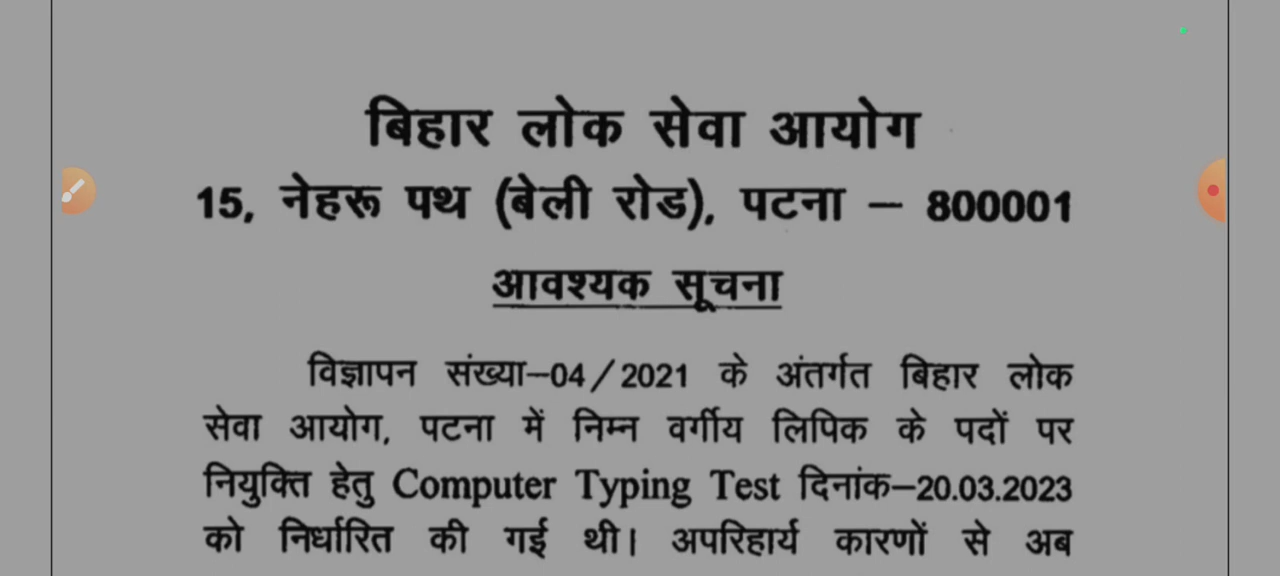 बिहार लोक सेवा आयोग
15, नेहरू पथ (बेली रोड), पटना – 800001
आवश्यक सूचना
विज्ञापन संख्या–04/2021 के अंतर्गत बिहार लोक
सेवा आयोग, पटना में निम्न वर्गीय लिपिक के पदों पर
नियुक्ति हेतु Computer Typing Test दिनांक–20.03.2023
को निर्धारित की गई थी। अपरिहार्य कारणों से अब